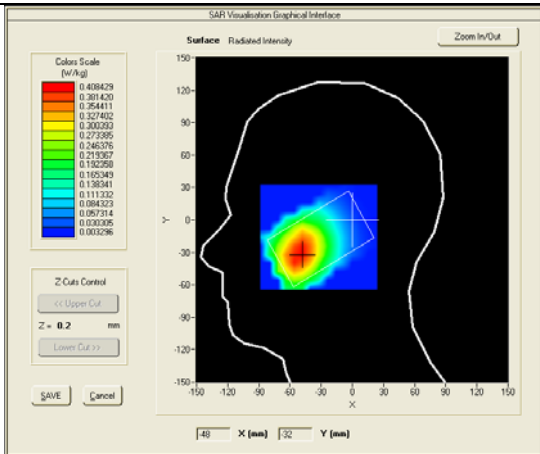 SAR Visualisation Graphical Interface
Surface Radiated Intensity
Zoom In/Out
Colors Scale
(W/kg)
0.408429
0.381420
0.354411
0.327402
0.300393
0.273385
0.246376
0.219367
0.192358
0.165349
0.138341
0.111332
0.084323
0.057314
0.030305
0.003296
150
120
90
60
30
0
-30
-60
-90
-120
-150
Y
-150 -120 -90 -60 -30 0 30 60 90 120 150
X
Z Cuts Control
<< Upper Cut
Z = 0.2 mm
Lower Cut >>
SAVE Cancel
-48 X (mm) -32 Y (mm)